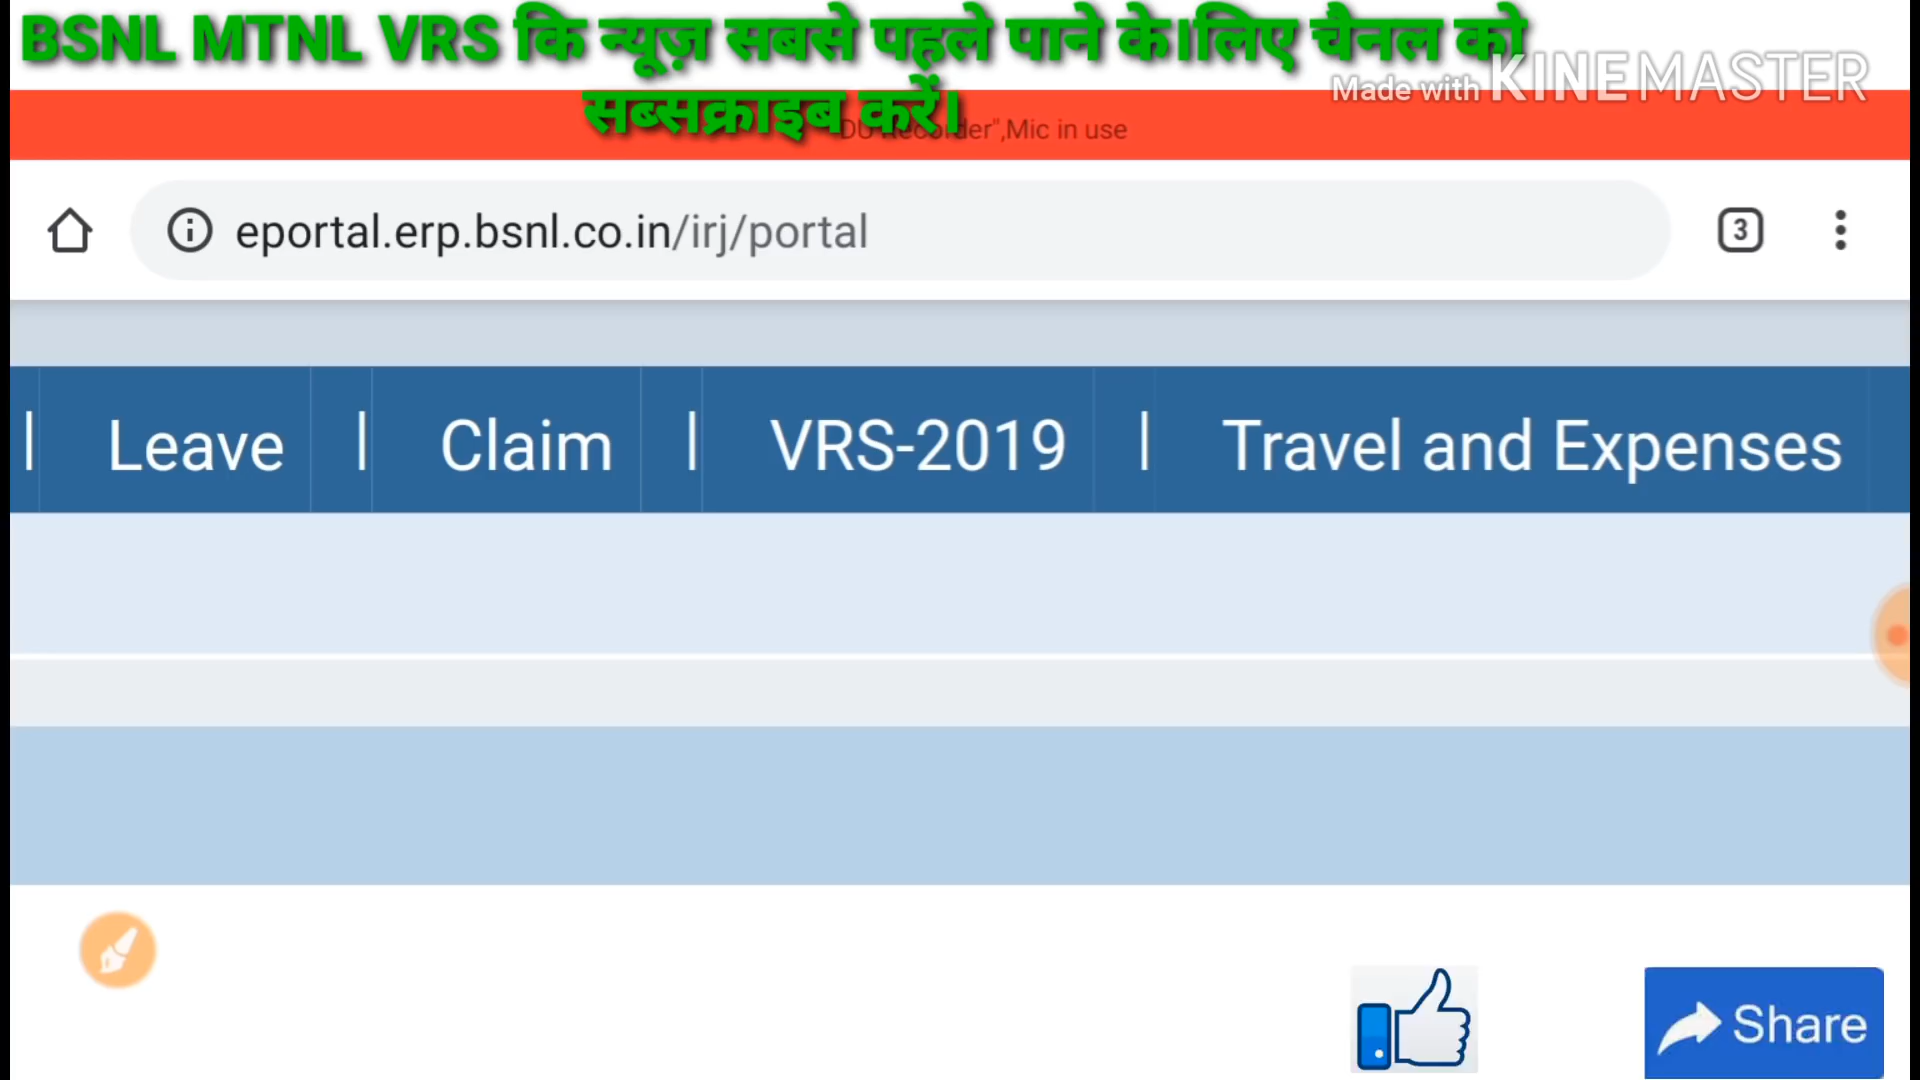 BSNL MTNL VRS कि न्यूज़ सबसे पहले पाने के।लिए चैनल को
सब्सक्राइब करें।
Made with KINEMASTER
Recorder",Mic in use
eportal.erp.bsnl.co.in/irj/portal
3
| Leave | Claim | VRS-2019 | Travel and Expenses
Share